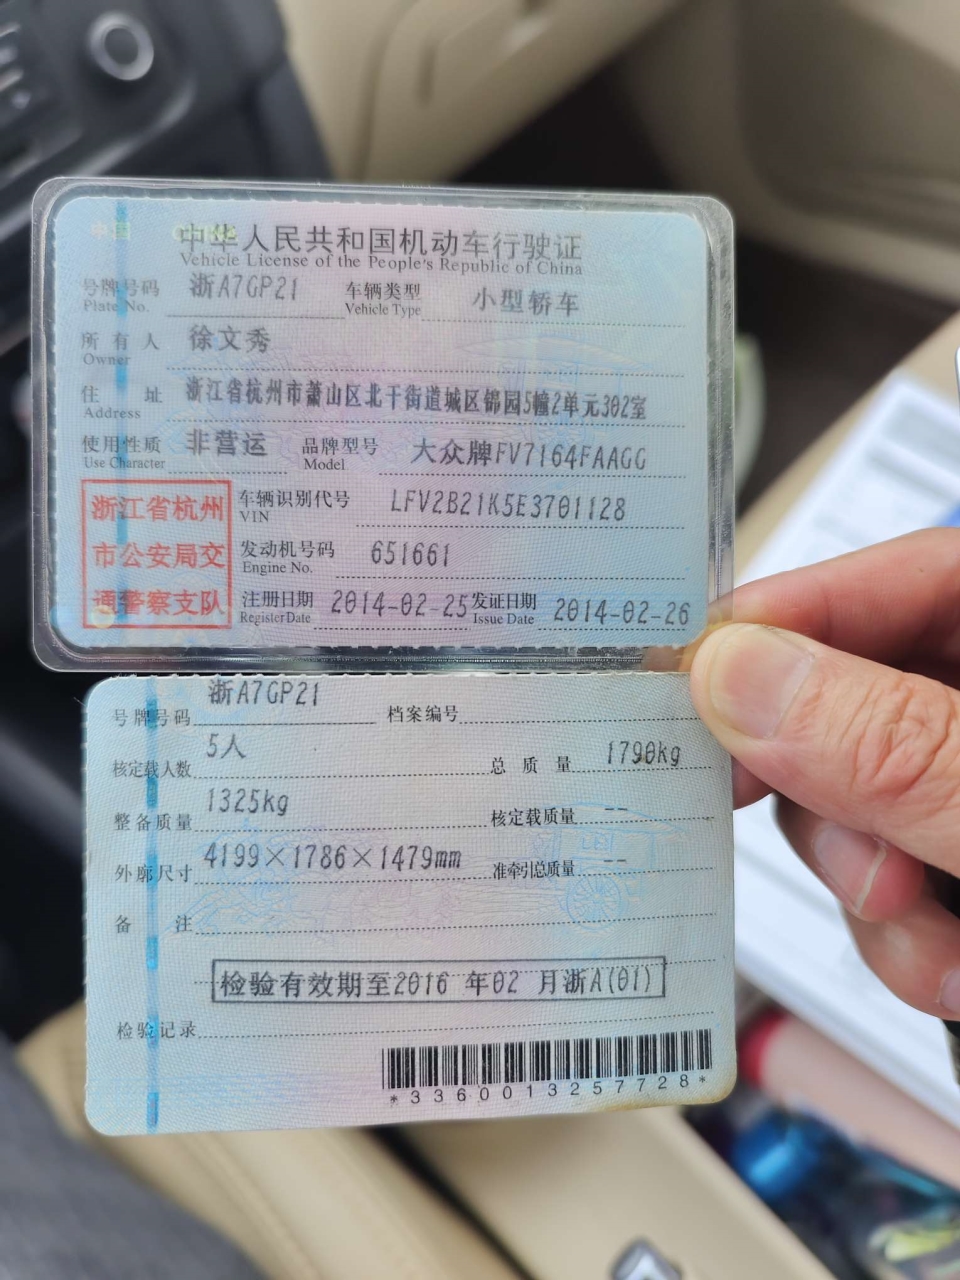 中华人民共和国机动车行驶证
Vehicle License of the People's Republic of China
号牌号码 浙A7GP21 车辆类型 小型轿车
Plate No. Vehicle Type
所有人 徐文秀
Owner
住址 浙江省杭州市萧山区北干街道城区锦园5幢2单元302室
Address
使用性质 非营运 品牌型号 大众牌FV7164FAAGG
Use Character Model
浙江省杭州
市公安局交
通警察支队
车辆识别代号 LFV2B21K5E3701128
VIN
发动机号码 651661
Engine No.
注册日期 2014-02-25 发证日期 2014-02-26
Register Date Issue Date
号牌号码 浙A7GP21 档案编号
核定载人数 5人 总质量 1790kg
整备质量 1325kg 核定载质量 --
外廓尺寸 4199×1786×1479mm 准牵引总质量 --
备注
检验有效期至2016 年02 月浙A(01)
检验记录
*3360013257728*